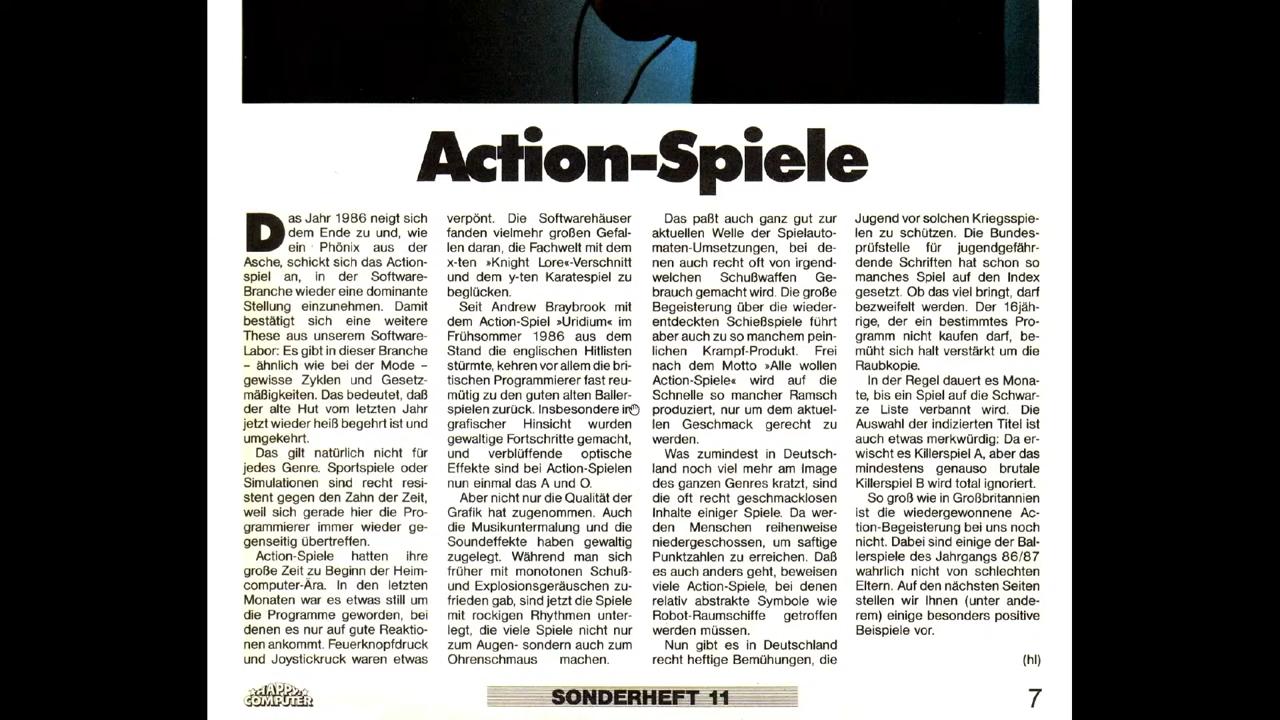 Action-Spiele
Das Jahr 1986 neigt sich
dem Ende zu und, wie
ein Phönix aus der
Asche, schickt sich das Action-
spiel an, in der Software-
Branche wieder eine dominante
Stellung einzunehmen. Damit
bestätigt sich eine weitere
These aus unserem Software-
Labor: Es gibt in dieser Branche
– ähnlich wie bei der Mode –
gewisse Zyklen und Gesetz-
mäßigkeiten. Das bedeutet, daß
der alte Hut vom letzten Jahr
jetzt wieder heiß begehrt ist und
umgekehrt.
Das gilt natürlich nicht für
jedes Genre. Sportspiele oder
Simulationen sind recht resi-
stent gegen den Zahn der Zeit,
weil sich gerade hier die Pro-
grammierer immer wieder ge-
genseitig übertreffen.
Action-Spiele hatten ihre
große Zeit zu Beginn der Heim-
computer-Ära. In den letzten
Monaten war es etwas still um
die Programme geworden, bei
denen es nur auf gute Reaktio-
nen ankommt. Feuerknopfdruck
und Joystickruck waren etwas
verpönt. Die Softwarehäuser
fanden vielmehr großen Gefal-
len daran, die Fachwelt mit dem
x-ten »Knight Lore«-Verschnitt
und dem y-ten Karatespiel zu
beglücken.
Seit Andrew Braybrook mit
dem Action-Spiel »Uridium« im
Frühsommer 1986 aus dem
Stand die englischen Hitlisten
stürmte, kehren vor allem die bri-
tischen Programmierer fast reu-
mütig zu den guten alten Baller-
spielen zurück. Insbesondere in
grafischer Hinsicht wurden
gewaltige Fortschritte gemacht,
und verblüffende optische
Effekte sind bei Action-Spielen
nun einmal das A und O.
Aber nicht nur die Qualität der
Grafik hat zugenommen. Auch
die Musikuntermalung und die
Soundeffekte haben gewaltig
zugelegt. Während man sich
früher mit monotonen Schuß-
und Explosionsgeräuschen zu-
frieden gab, sind jetzt die Spiele
mit rockigen Rhythmen unter-
legt, die viele Spiele nicht nur
zum Augen- sondern auch zum
Ohrenschmaus machen.
Das paßt auch ganz gut zur
aktuellen Welle der Spielauto-
maten-Umsetzungen, bei de-
nen auch recht oft von irgend-
welchen Schußwaffen Ge-
brauch gemacht wird. Die große
Begeisterung über die wieder-
entdeckten Schießspiele führt
aber auch zu so manchem pein-
lichen Krampf-Produkt. Frei
nach dem Motto »Alle wollen
Action-Spiele« wird auf die
Schnelle so mancher Ramsch
produziert, nur um dem aktuel-
len Geschmack gerecht zu
werden.
Was zumindest in Deutsch-
land noch viel mehr am Image
des ganzen Genres kratzt, sind
die oft recht geschmacklosen
Inhalte einiger Spiele. Da wer-
den Menschen reihenweise
niedergeschossen, um saftige
Punktzahlen zu erreichen. Daß
es auch anders geht, beweisen
viele Action-Spiele, bei denen
relativ abstrakte Symbole wie
Robot-Raumschiffe getroffen
werden müssen.
Nun gibt es in Deutschland
recht heftige Bemühungen, die
Jugend vor solchen Kriegsspie-
len zu schützen. Die Bundes-
prüfstelle für jugendgefähr-
dende Schriften hat schon so
manches Spiel auf den Index
gesetzt. Ob das viel bringt, darf
bezweifelt werden. Der 16jäh-
rige, der ein bestimmtes Pro-
gramm nicht kaufen darf, be-
müht sich halt verstärkt um die
Raubkopie.
In der Regel dauert es Mona-
te, bis ein Spiel auf die Schwar-
ze Liste verbannt wird. Die
Auswahl der indizierten Titel ist
auch etwas merkwürdig: Da er-
wischt es Killerspiel A, aber das
mindestens genauso brutale
Killerspiel B wird total ignoriert.
So groß wie in Großbritannien
ist die wiedergewonnene Ac-
tion-Begeisterung bei uns noch
nicht. Dabei sind einige der Bal-
lerspiele des Jahrgangs 86/87
wahrlich nicht von schlechten
Eltern. Auf den nächsten Seiten
stellen wir Ihnen (unter ande-
rem) einige besonders positive
Beispiele vor.
(hl)
HAPPY
COMPUTER
SONDERHEFT 11
7